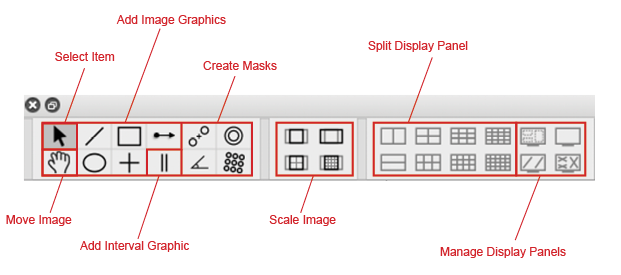 Add Image Graphics
Split Display Panel
Select Item
Create Masks
Move Image
Scale Image
Add Interval Graphic
Manage Display Panels